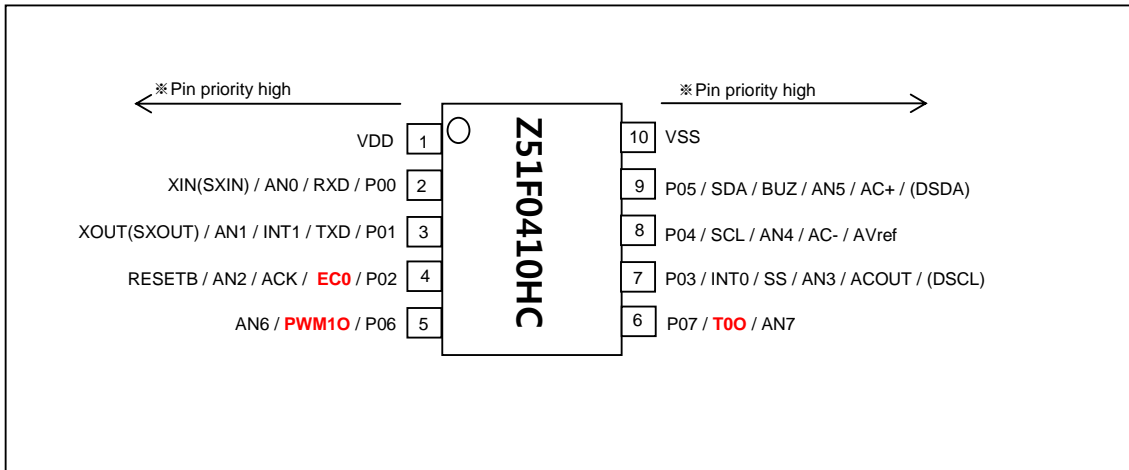 ※Pin priority high
※Pin priority high
VDD 1
10 VSS
XIN(SXIN) / AN0 / RXD / P00 2
9 P05 / SDA / BUZ / AN5 / AC+ / (DSDA)
XOUT(SXOUT) / AN1 / INT1 / TXD / P01 3
8 P04 / SCL / AN4 / AC- / AVref
RESETB / AN2 / ACK / EC0 / P02 4
7 P03 / INT0 / SS / AN3 / ACOUT / (DSCL)
AN6 / PWM1O / P06 5
6 P07 / T0O / AN7
Z51F0410HC